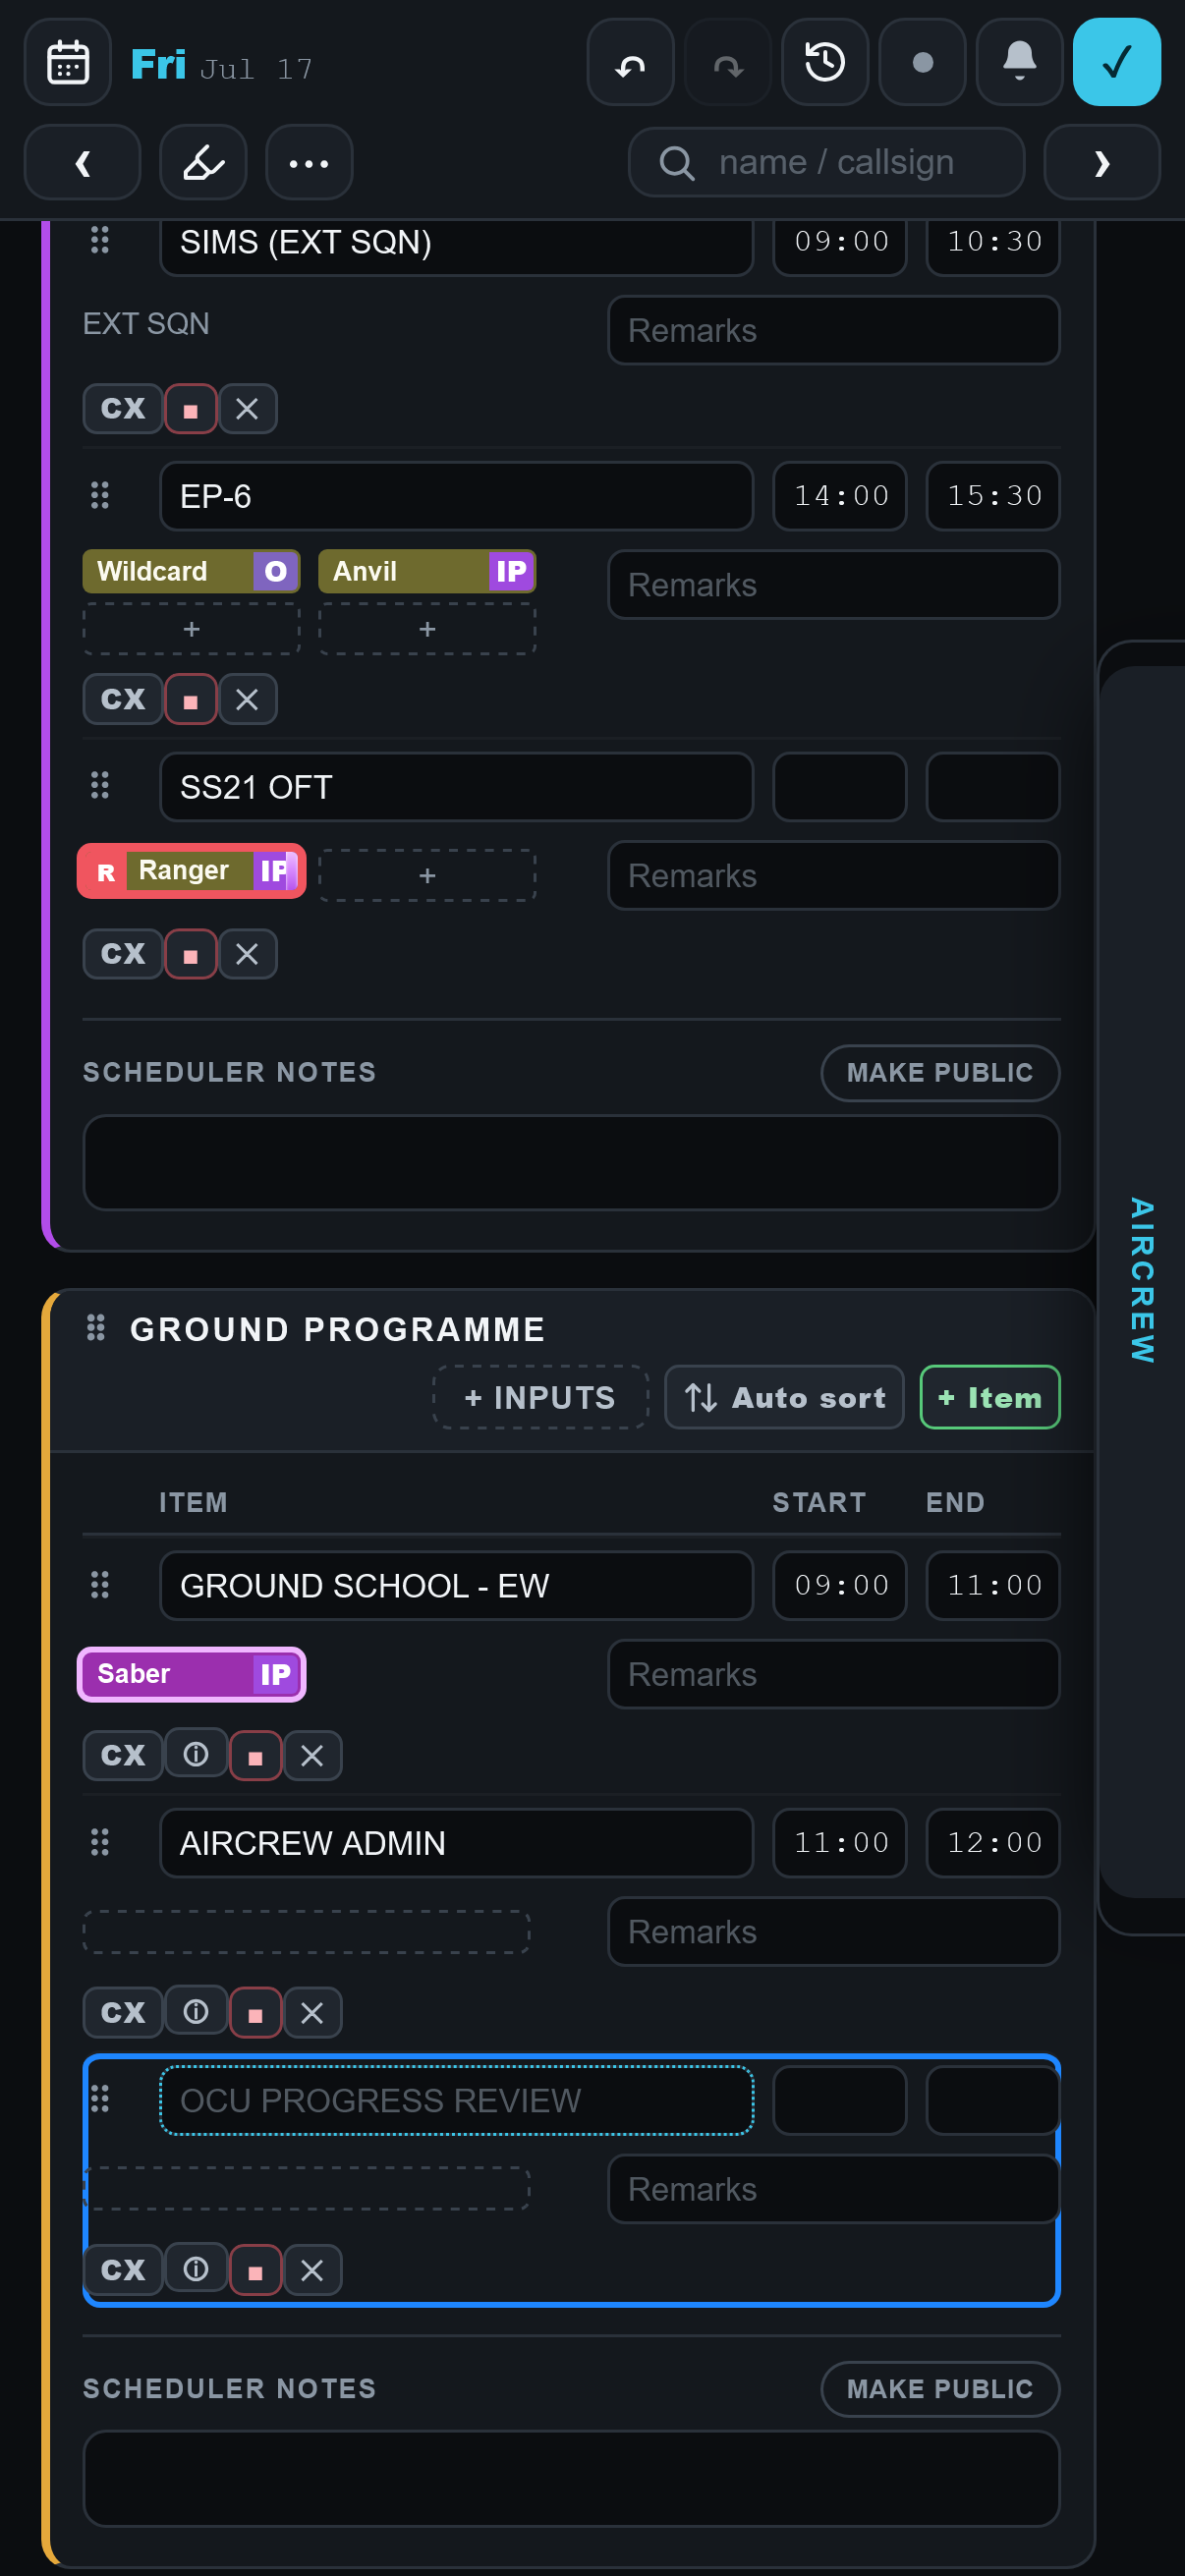 Fri Jul 17
name / callsign
SIMS (EXT SQN) 09:00 10:30
EXT SQN Remarks
CX
EP-6 14:00 15:30
Wildcard O Anvil IP Remarks
+ +
CX
SS21 OFT
R Ranger IP + Remarks
CX
SCHEDULER NOTES MAKE PUBLIC
AIRCREW
GROUND PROGRAMME
+ INPUTS Auto sort + Item
ITEM START END
GROUND SCHOOL - EW 09:00 11:00
Saber IP Remarks
CX
AIRCREW ADMIN 11:00 12:00
Remarks
CX
OCU PROGRESS REVIEW
Remarks
CX
SCHEDULER NOTES MAKE PUBLIC